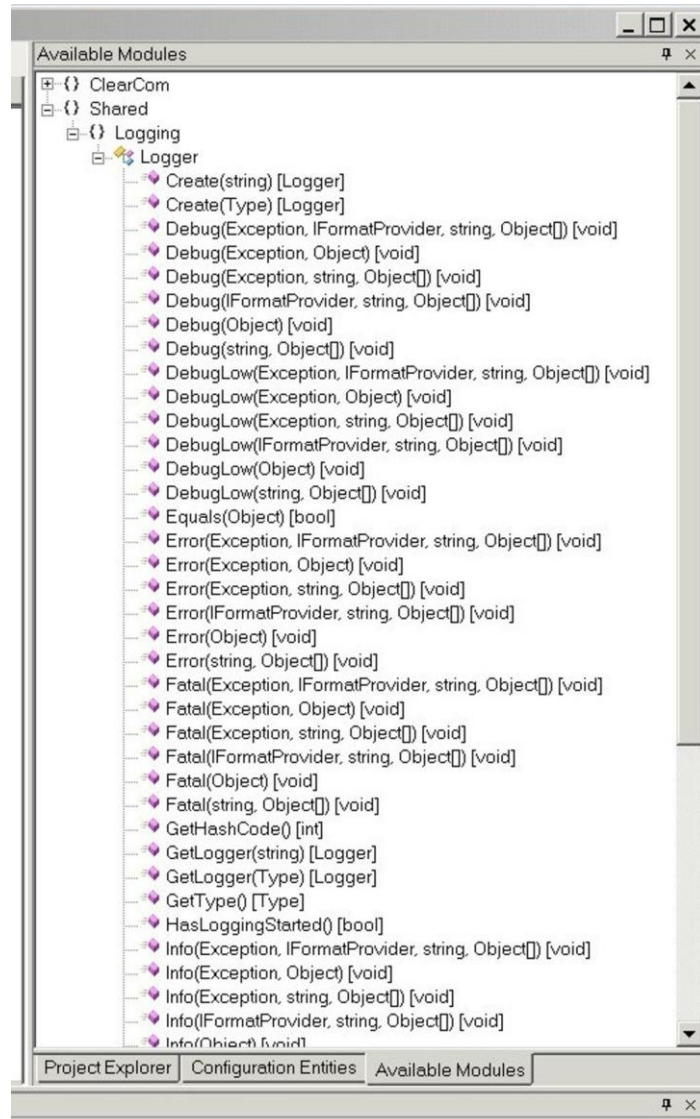 Available Modules
{} ClearCom
{} Shared
{} Logging
Logger
Create(string) [Logger]
Create(Type) [Logger]
Debug(Exception, IFormatProvider, string, Object[]) [void]
Debug(Exception, Object) [void]
Debug(Exception, string, Object[]) [void]
Debug(IFormatProvider, string, Object[]) [void]
Debug(Object) [void]
Debug(string, Object[]) [void]
DebugLow(Exception, IFormatProvider, string, Object[]) [void]
DebugLow(Exception, Object) [void]
DebugLow(Exception, string, Object[]) [void]
DebugLow(IFormatProvider, string, Object[]) [void]
DebugLow(Object) [void]
DebugLow(string, Object[]) [void]
Equals(Object) [bool]
Error(Exception, IFormatProvider, string, Object[]) [void]
Error(Exception, Object) [void]
Error(Exception, string, Object[]) [void]
Error(IFormatProvider, string, Object[]) [void]
Error(Object) [void]
Error(string, Object[]) [void]
Fatal(Exception, IFormatProvider, string, Object[]) [void]
Fatal(Exception, Object) [void]
Fatal(Exception, string, Object[]) [void]
Fatal(IFormatProvider, string, Object[]) [void]
Fatal(Object) [void]
Fatal(string, Object[]) [void]
GetHashCode() [int]
GetLogger(string) [Logger]
GetLogger(Type) [Logger]
GetType() [Type]
HasLoggingStarted() [bool]
Info(Exception, IFormatProvider, string, Object[]) [void]
Info(Exception, Object) [void]
Info(Exception, string, Object[]) [void]
Info(IFormatProvider, string, Object[]) [void]
Info(Object) [void]
Project Explorer
Configuration Entities
Available Modules